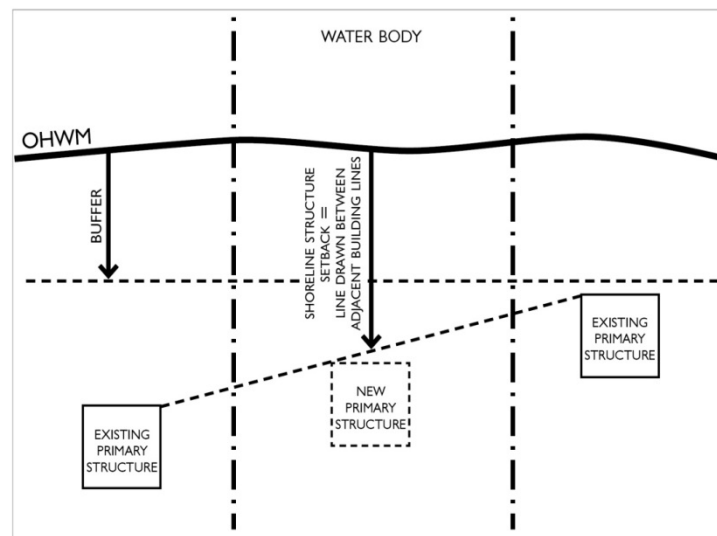 WATER BODY
OHWM
BUFFER
SHORELINE STRUCTURE
SETBACK =
LINE DRAWN BETWEEN
ADJACENT BUILDING LINES
EXISTING
PRIMARY
STRUCTURE
NEW
PRIMARY
STRUCTURE
EXISTING
PRIMARY
STRUCTURE